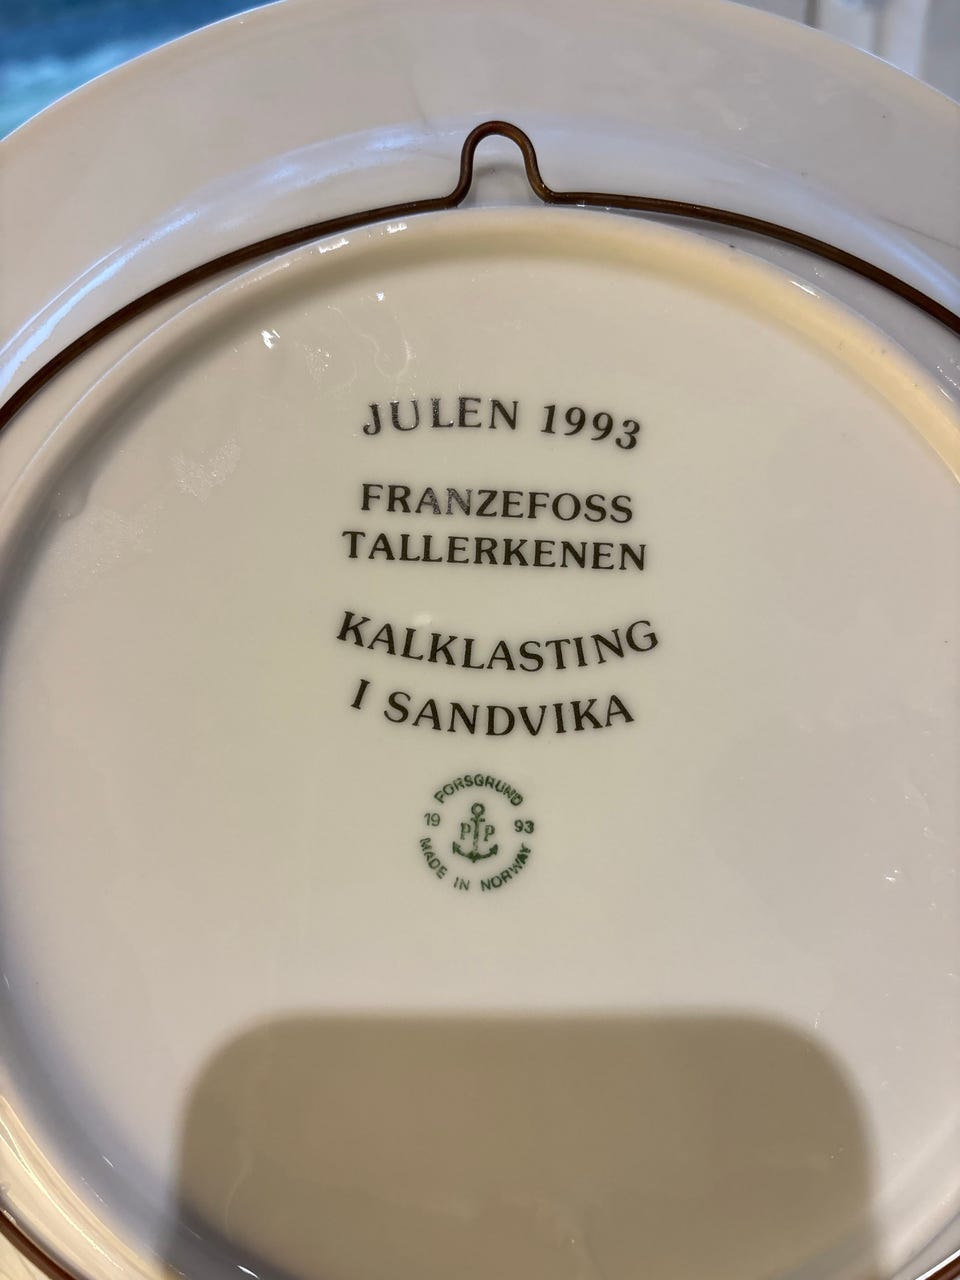 JULEN 1993
FRANZEFOSS
TALLERKENEN
KALKLASTING
I SANDVIKA
PORSGRUND
19 PP 93
MADE IN NORWAY